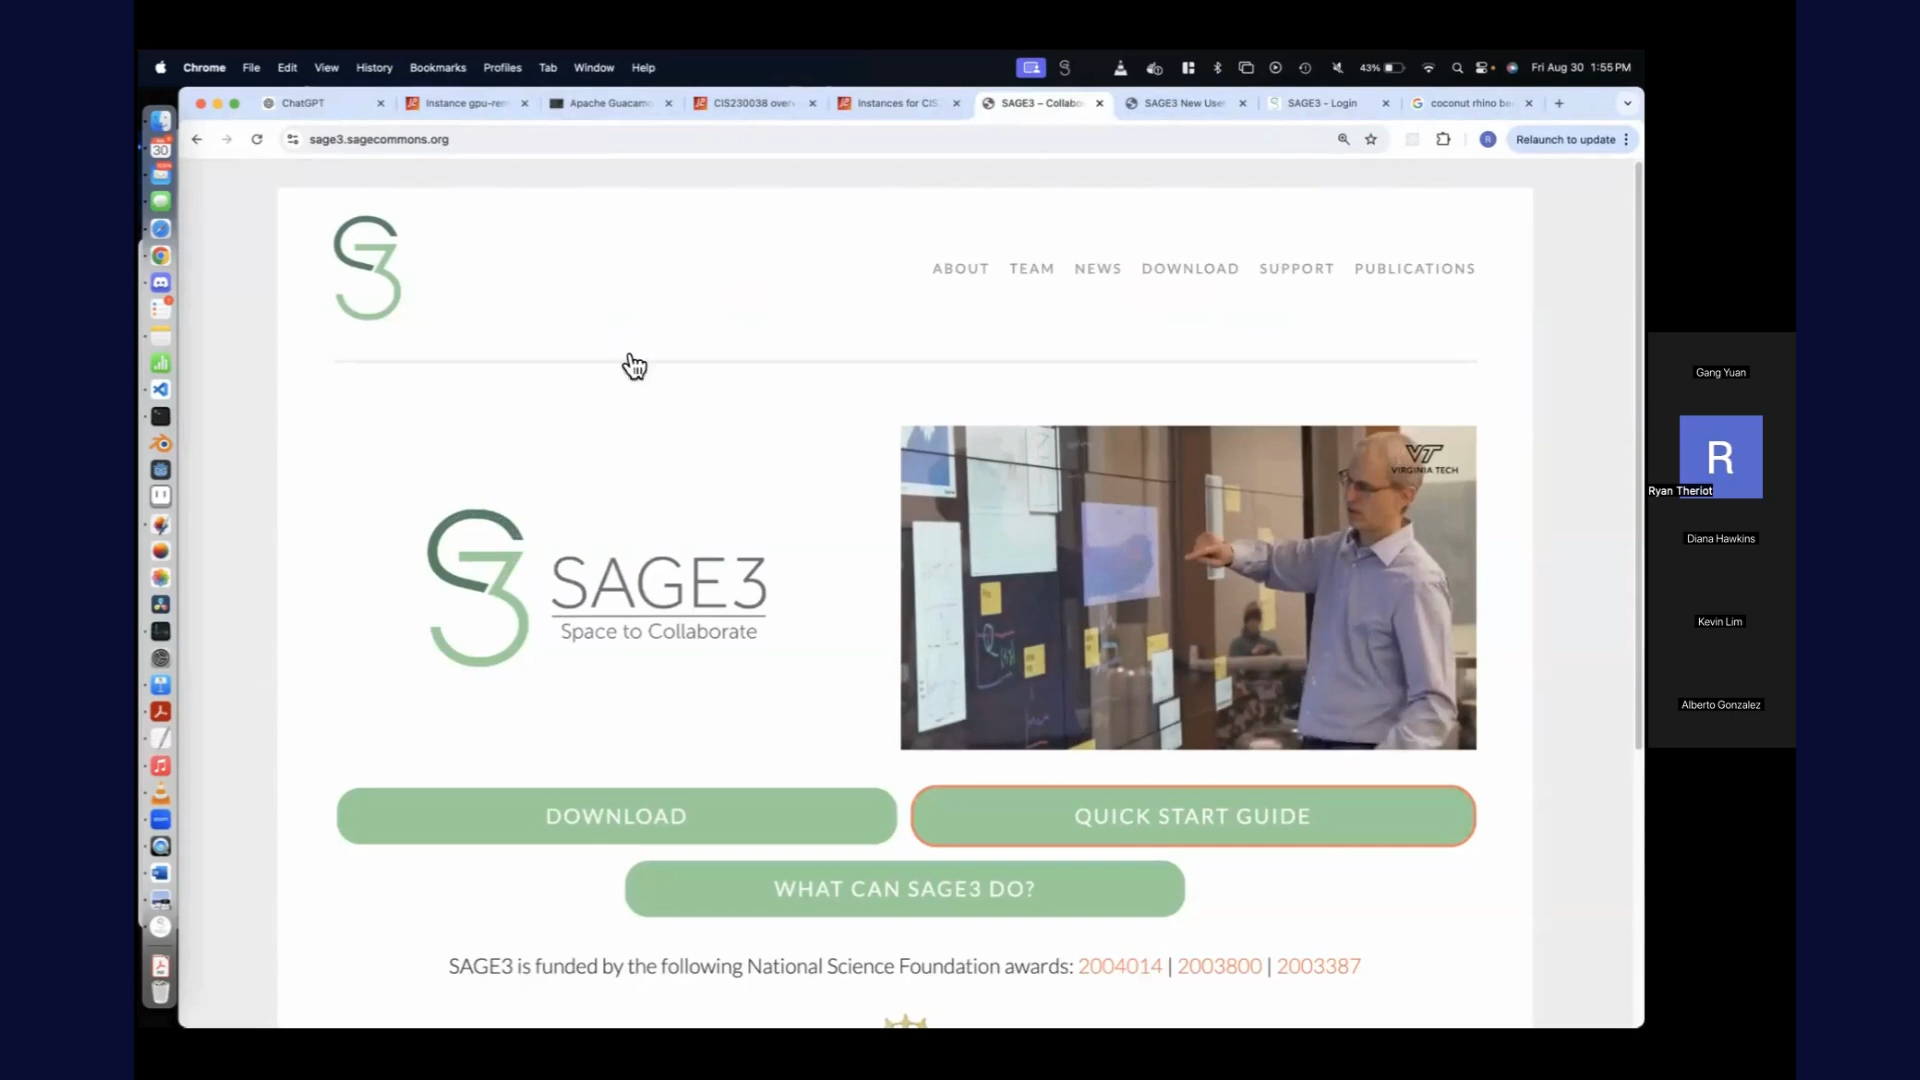 Chrome File Edit View History Bookmarks Profiles Tab Window Help 43% Fri Aug 30 1:55 PM
ChatGPT Instance gpu-rem Apache Guacamo CIS230038 over Instances for CIS SAGE3 – Collabo SAGE3 New User SAGE3 - Login coconut rhino be
30 sage3.sagecommons.org R Relaunch to update
ABOUT TEAM NEWS DOWNLOAD SUPPORT PUBLICATIONS
VT
VIRGINIA TECH
SAGE3
Space to Collaborate
DOWNLOAD QUICK START GUIDE
WHAT CAN SAGE3 DO?
SAGE3 is funded by the following National Science Foundation awards: 2004014 | 2003800 | 2003387
Gang Yuan
R
Ryan Theriot
Diana Hawkins
Kevin Lim
Alberto Gonzalez